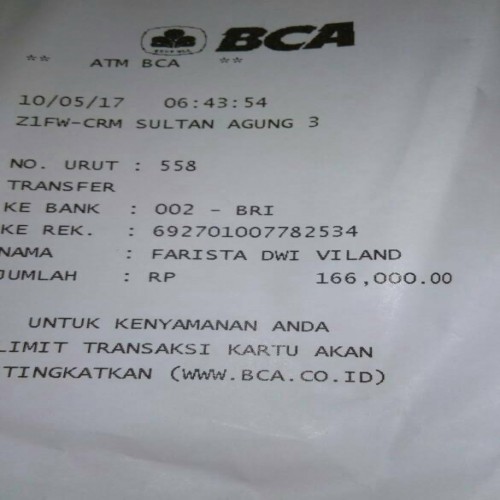 BCA
** ATM BCA **
10/05/17 06:43:54
Z1FW-CRM SULTAN AGUNG 3
NO. URUT : 558
TRANSFER
KE BANK : 002 - BRI
KE REK. : 692701007782534
NAMA : FARISTA DWI VILAND
JUMLAH : RP 166,000.00
UNTUK KENYAMANAN ANDA
LIMIT TRANSAKSI KARTU AKAN
TINGKATKAN (WWW.BCA.CO.ID)